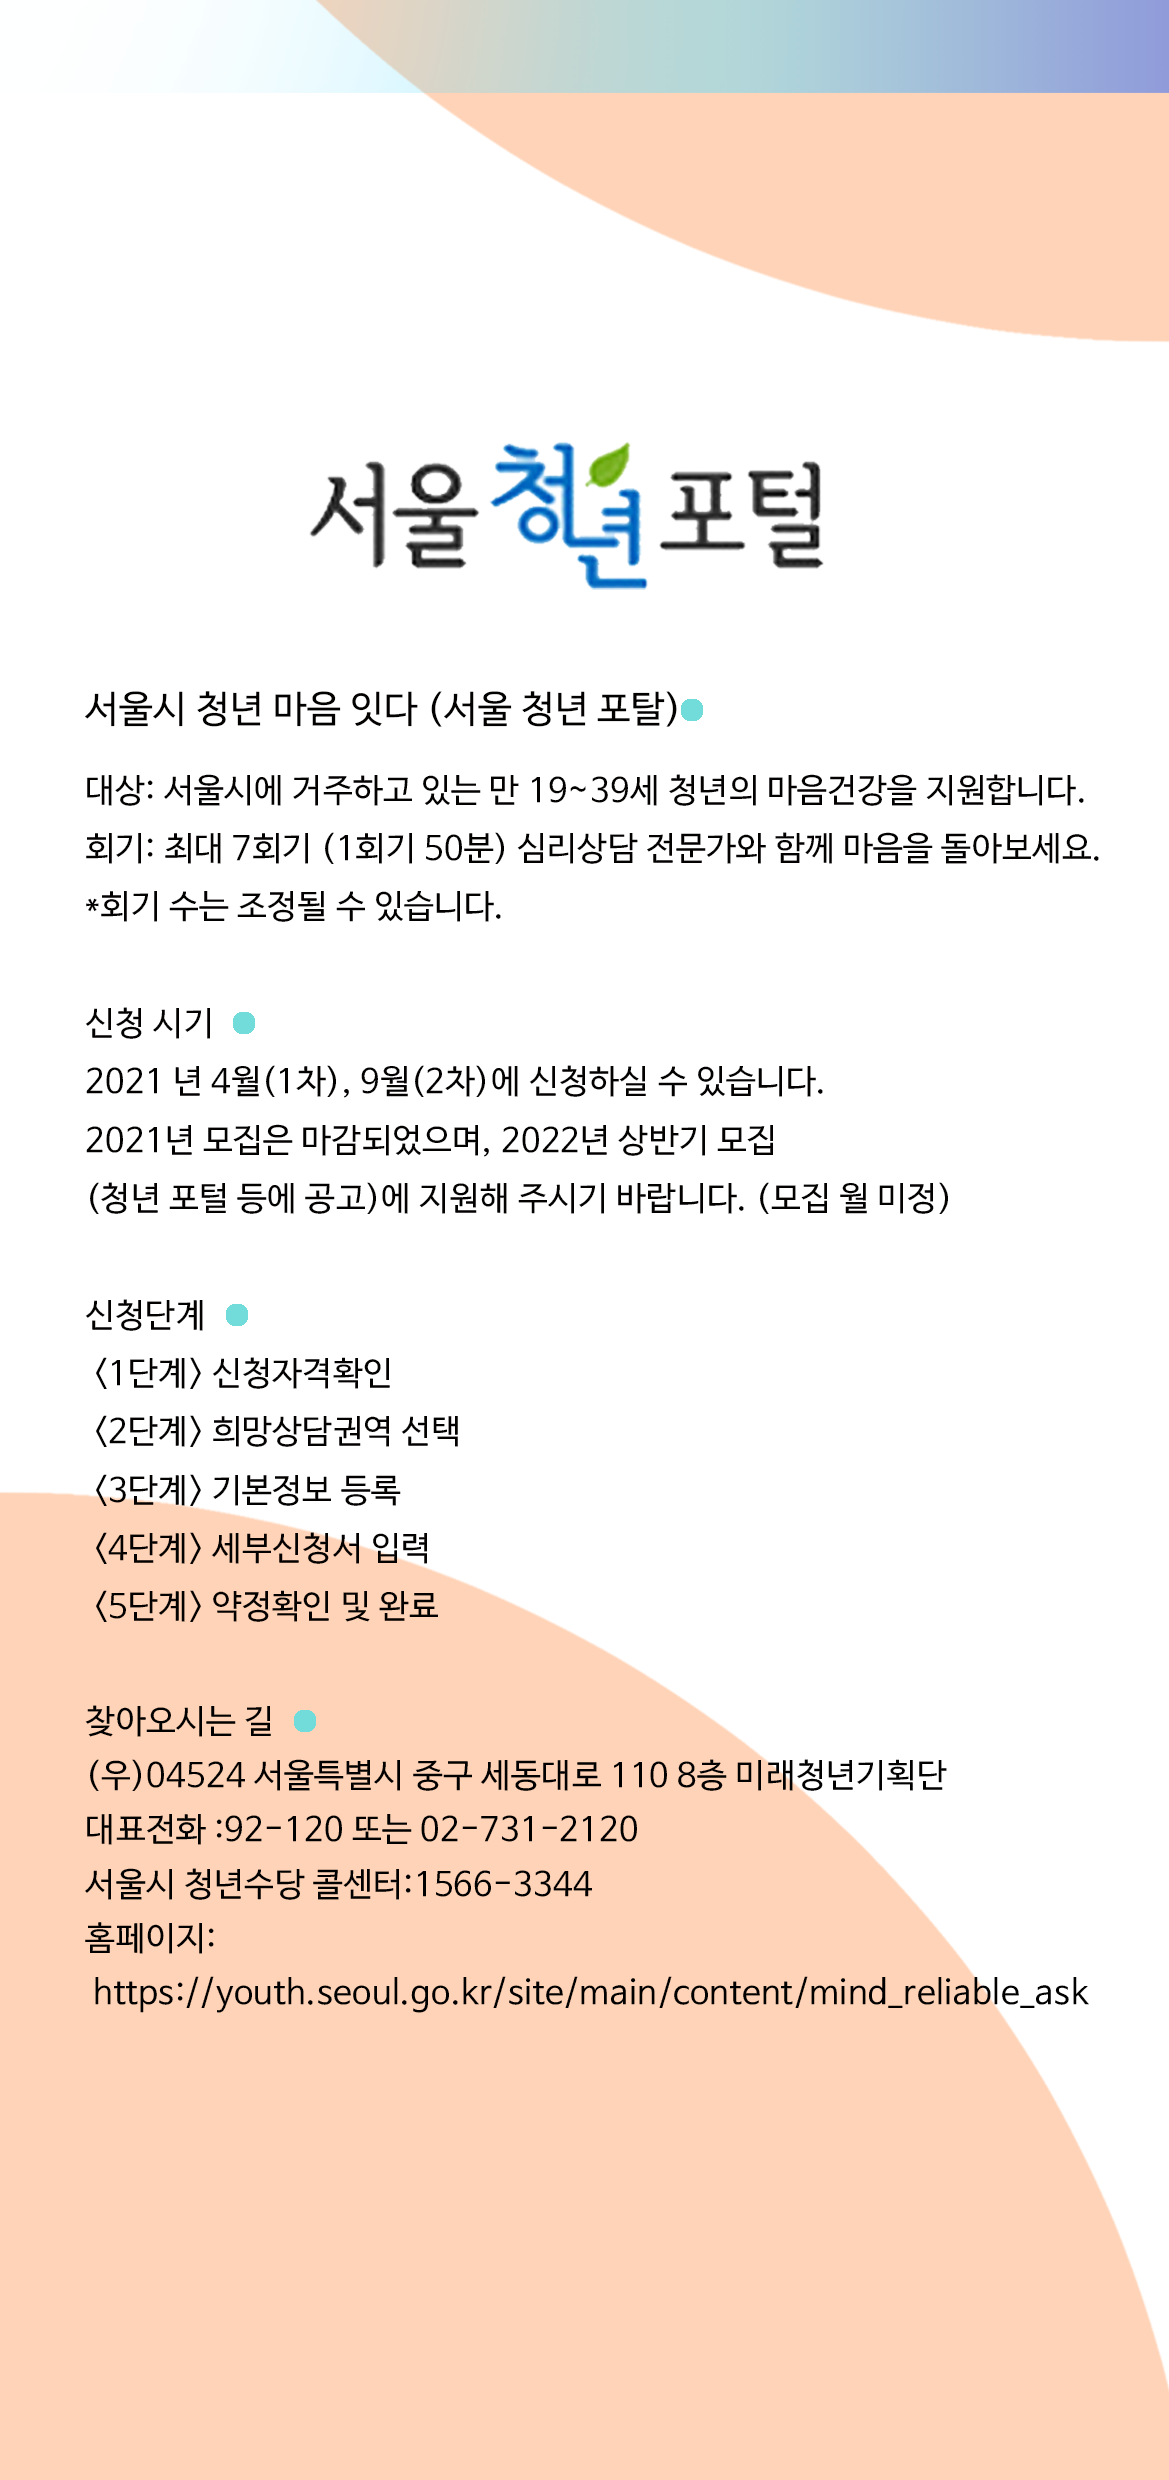 서울 청년 포털
서울시 청년 마음 잇다 (서울 청년 포탈)
대상: 서울시에 거주하고 있는 만 19~39세 청년의 마음건강을 지원합니다.
회기: 최대 7회기 (1회기 50분) 심리상담 전문가와 함께 마음을 돌아보세요.
*회기 수는 조정될 수 있습니다.
신청 시기
2021 년 4월(1차), 9월(2차)에 신청하실 수 있습니다.
2021년 모집은 마감되었으며, 2022년 상반기 모집
(청년 포털 등에 공고)에 지원해 주시기 바랍니다. (모집 월 미정)
신청단계
<1단계> 신청자격확인
<2단계> 희망상담권역 선택
<3단계> 기본정보 등록
<4단계> 세부신청서 입력
<5단계> 약정확인 및 완료
찾아오시는 길
(우)04524 서울특별시 중구 세동대로 110 8층 미래청년기획단
대표전화 :92-120 또는 02-731-2120
서울시 청년수당 콜센터:1566-3344
홈페이지:
https://youth.seoul.go.kr/site/main/content/mind_reliable_ask